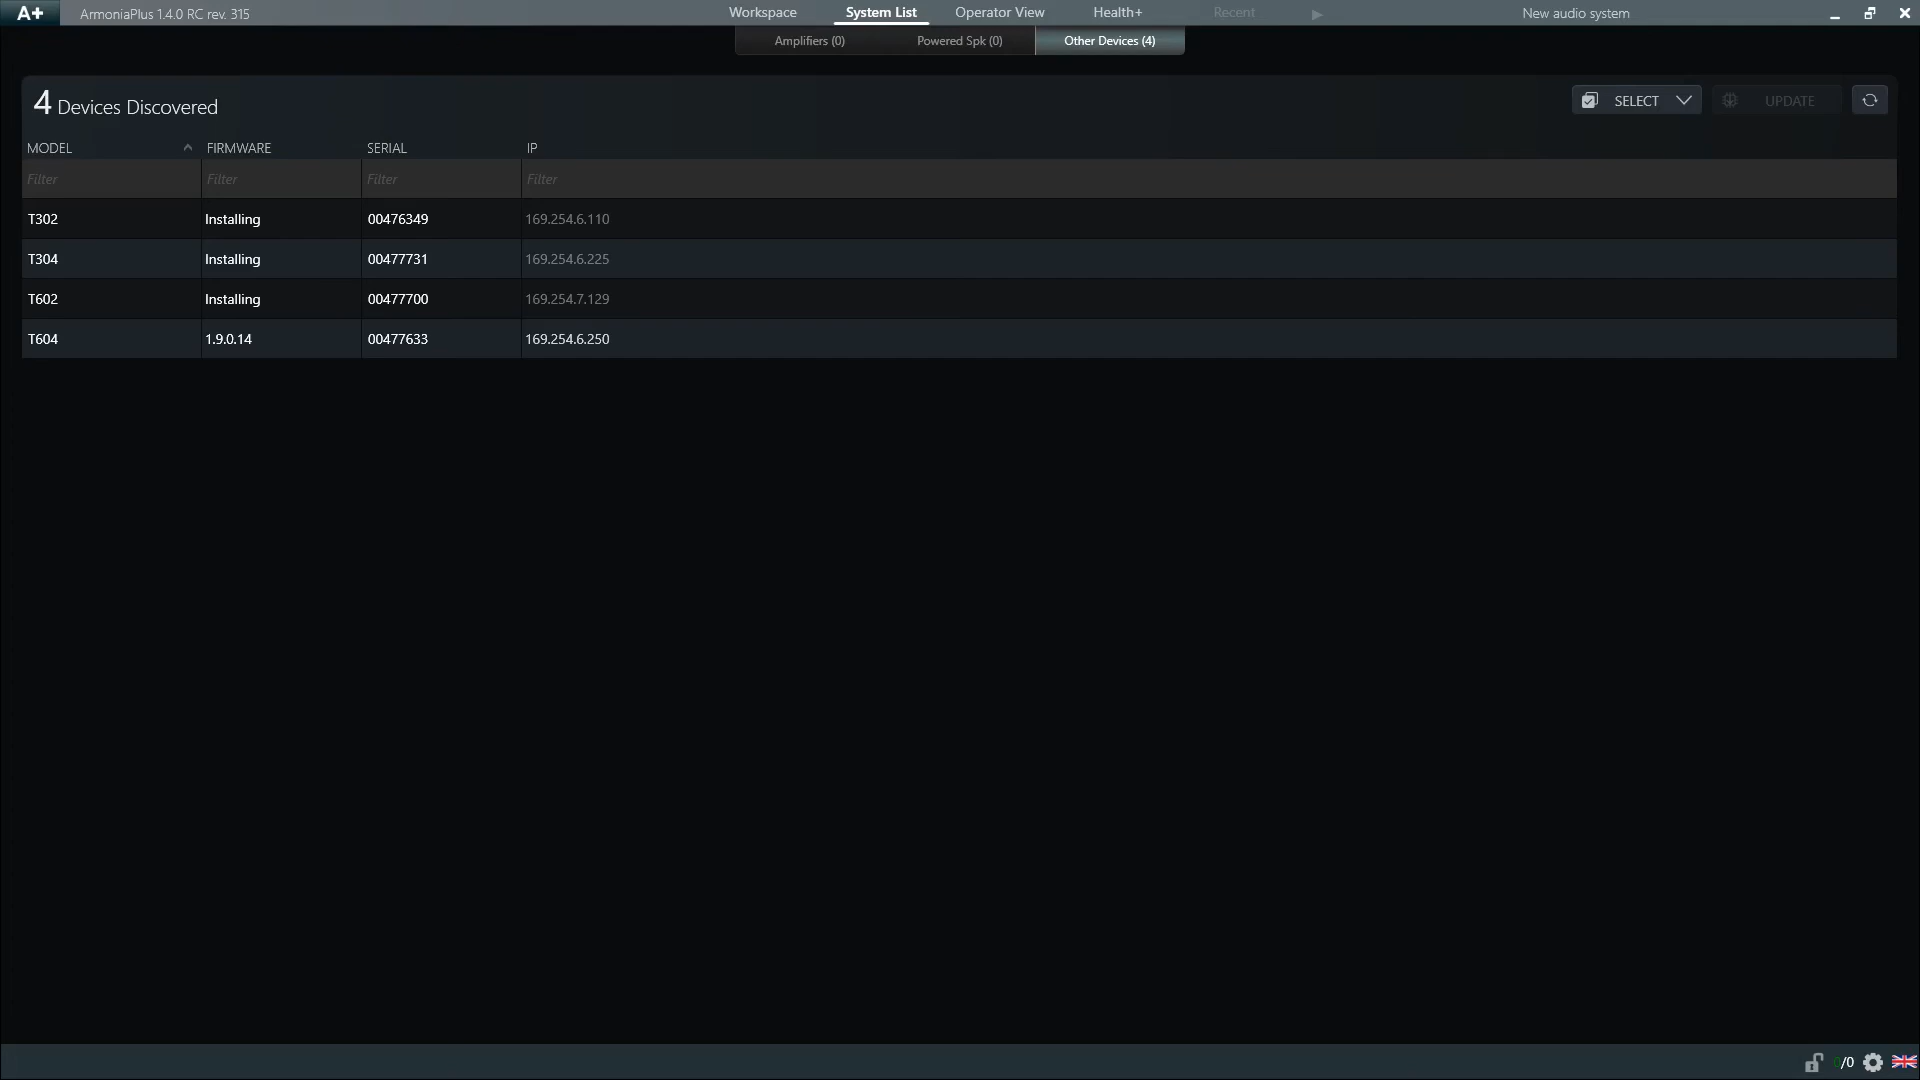 A+ ArmoniaPlus 1.4.0 RC rev. 315 Workspace System List Operator View Health+ Recent New audio system
Amplifiers (0) Powered Spk (0) Other Devices (4)
4 Devices Discovered SELECT UPDATE
MODEL FIRMWARE SERIAL IP
Filter Filter Filter Filter
T302 Installing 00476349 169.254.6.110
T304 Installing 00477731 169.254.6.225
T602 Installing 00477700 169.254.7.129
T604 1.9.0.14 00477633 169.254.6.250
0/0